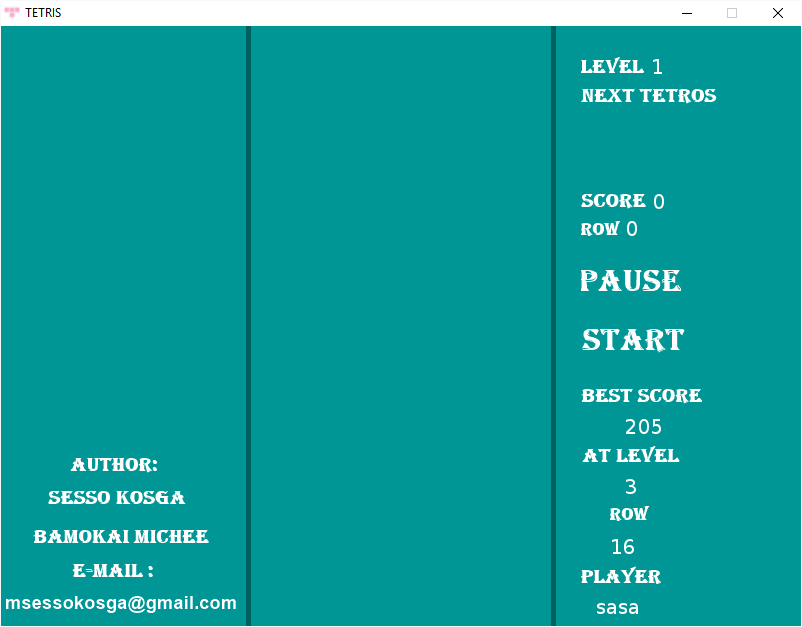 TETRIS
LEVEL 1
NEXT TETROS
SCORE 0
ROW 0
PAUSE
START
BEST SCORE
205
AT LEVEL
3
ROW
16
PLAYER
sasa
AUTHOR:
SESSO KOSGA
BAMOKAI MICHEE
E-MAIL :
msessokosga@gmail.com